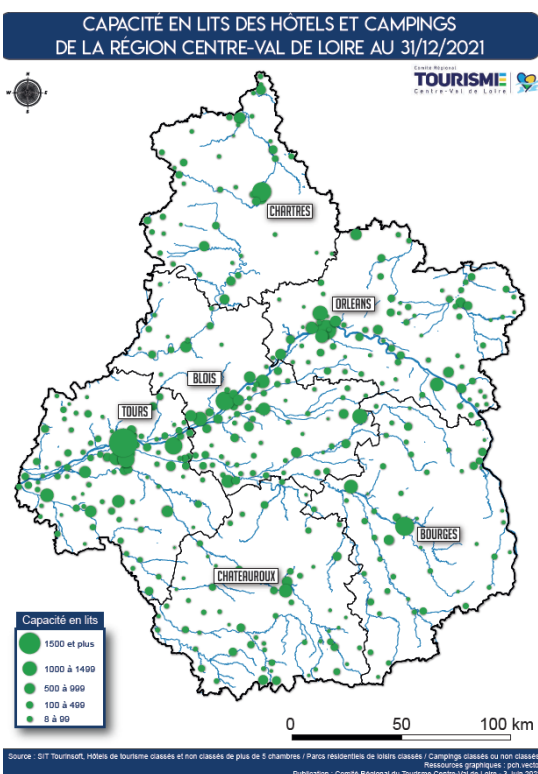 CAPACITÉ EN LITS DES HÔTELS ET CAMPINGS
DE LA RÉGION CENTRE-VAL DE LOIRE AU 31/12/2021
Comité Régional
TOURISME
Centre-Val de Loire
N
W
E
S
CHARTRES
ORLEANS
BLOIS
TOURS
BOURGES
CHATEAUROUX
Capacité en lits
1500 et plus
1000 à 1499
500 à 999
100 à 499
8 à 99
0 50 100 km
Source : SIT Tourinsoft, Hôtels de tourisme classés et non classés de plus de 5 chambres / Parcs résidentiels de loisirs classés / Campings classés ou non classés
Ressources graphiques : pch.vecto
Publication : Comité Régional du Tourisme Centre-Val de Loire - 3 juin 202